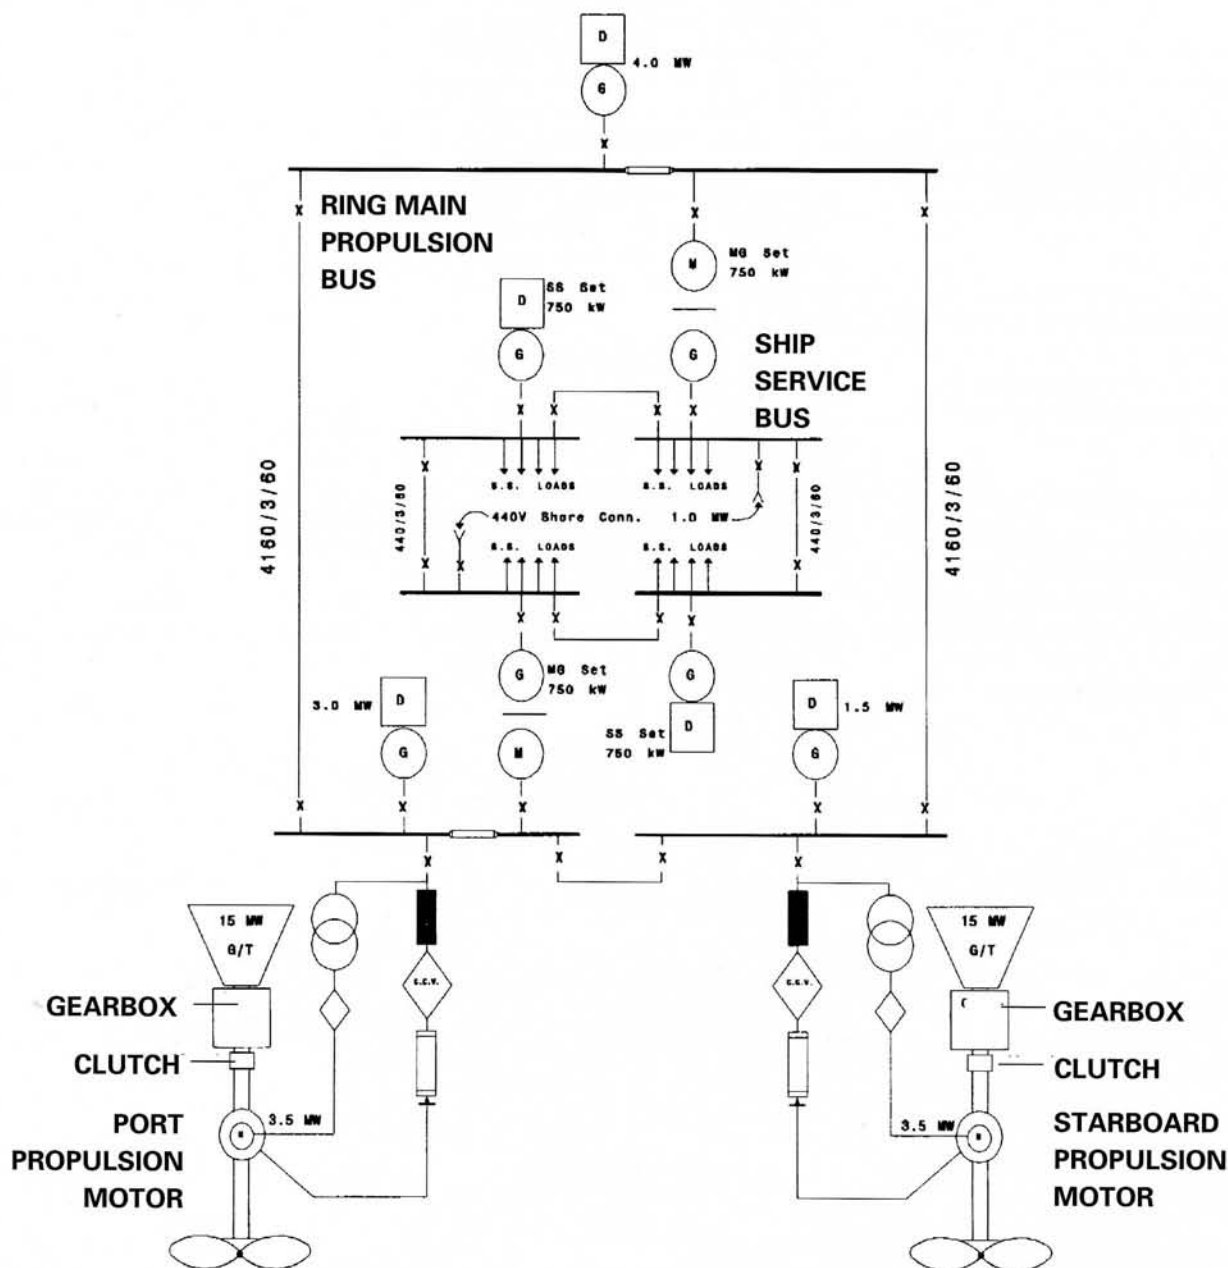 D
4.0 MW
G
X
RING MAIN
PROPULSION
BUS
X
X
X
M
MG Set
750 kW
D
SS Set
750 kW
G
G
SHIP
SERVICE
BUS
X
X
X
X
X
X
X
S.S. LOADS
S.S. LOADS
4160/3/60
440/3/60
440V Shore Conn. 1.0 MW
440/3/60
4160/3/60
S.S. LOADS
S.S. LOADS
X
X
X
X
X
X
X
G
MG Set
750 kW
G
3.0 MW
D
D
1.5 MW
SS Set
750 kW
D
G
M
G
X
X
X
X
X
X
X
X
X
15 MW
G/T
15 MW
G/T
GEARBOX
GEARBOX
CLUTCH
CLUTCH
PORT
PROPULSION
MOTOR
3.5 MW
3.5 MW
STARBOARD
PROPULSION
MOTOR